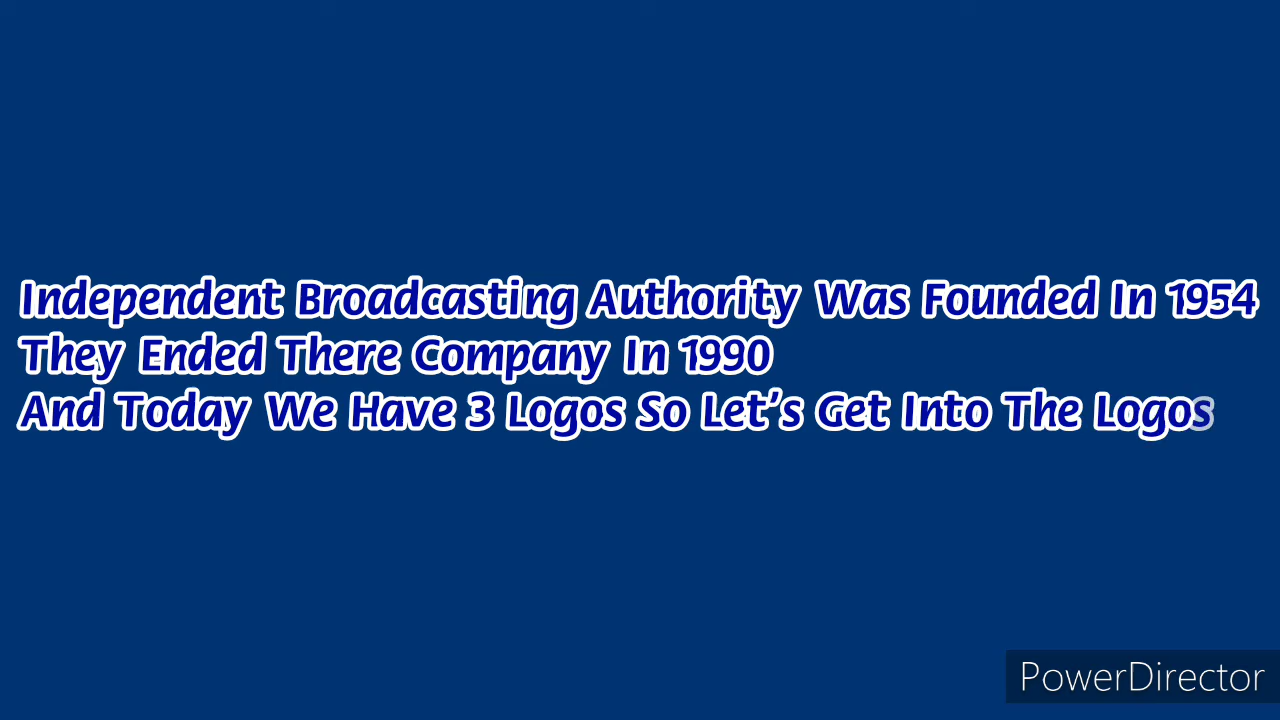 Independent Broadcasting Authority Was Founded In 1954
They Ended There Company In 1990
And Today We Have 3 Logos So Let’s Get Into The Logos
PowerDirector